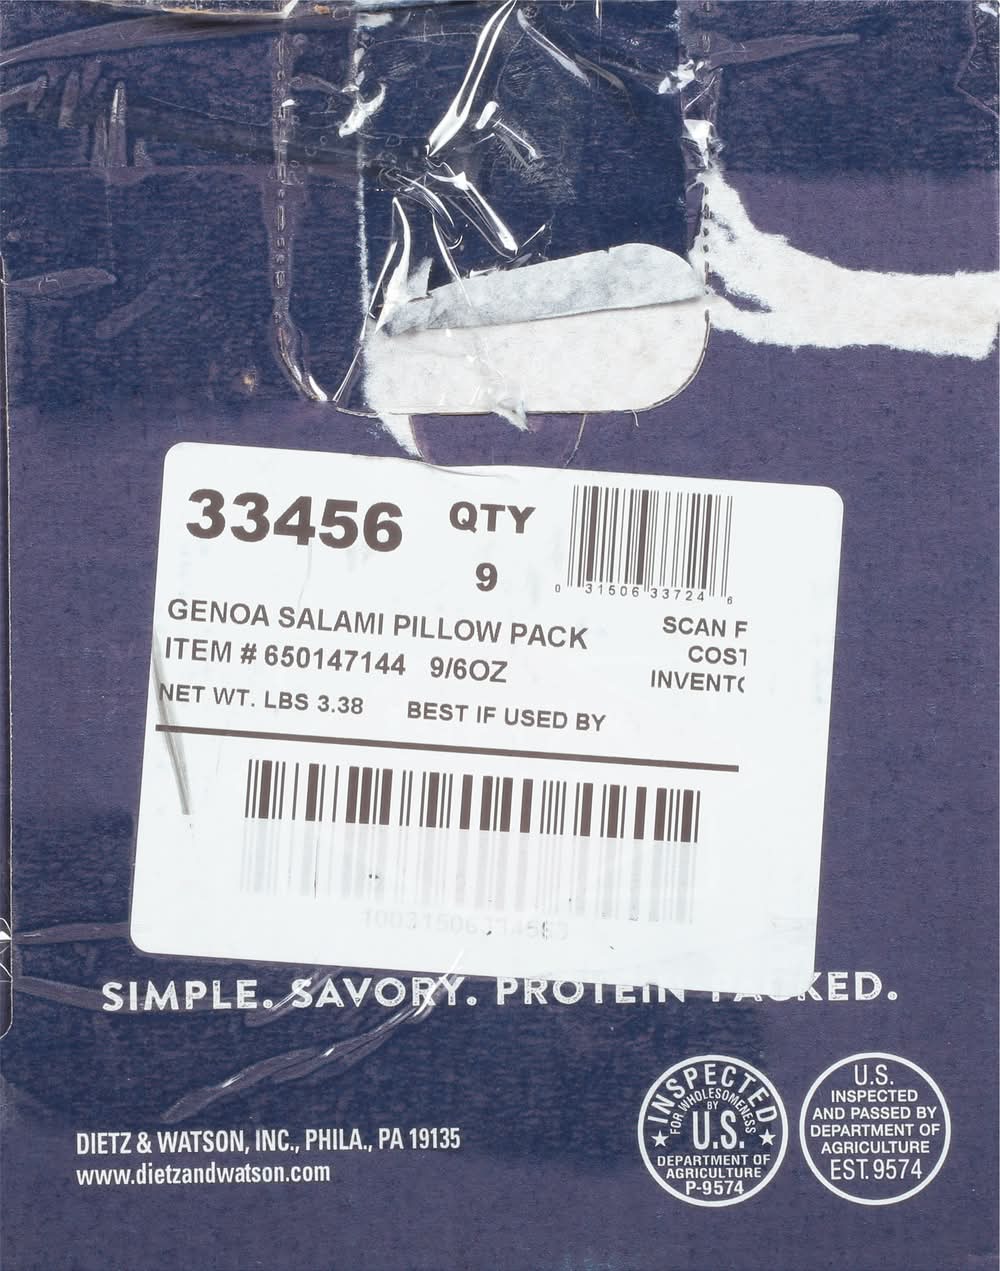 33456 QTY
9
0 31506 33724 6
GENOA SALAMI PILLOW PACK
ITEM # 650147144 9/6OZ
SCAN F
COST
INVENTO
NET WT. LBS 3.38 BEST IF USED BY
SIMPLE. SAVORY. PROTEIN PACKED.
DIETZ & WATSON, INC., PHILA., PA 19135
www.dietzandwatson.com
INSPECTED
FOR WHOLESOMENESS
BY
U.S.
DEPARTMENT OF
AGRICULTURE
P-9574
U.S.
INSPECTED
AND PASSED BY
DEPARTMENT OF
AGRICULTURE
EST. 9574